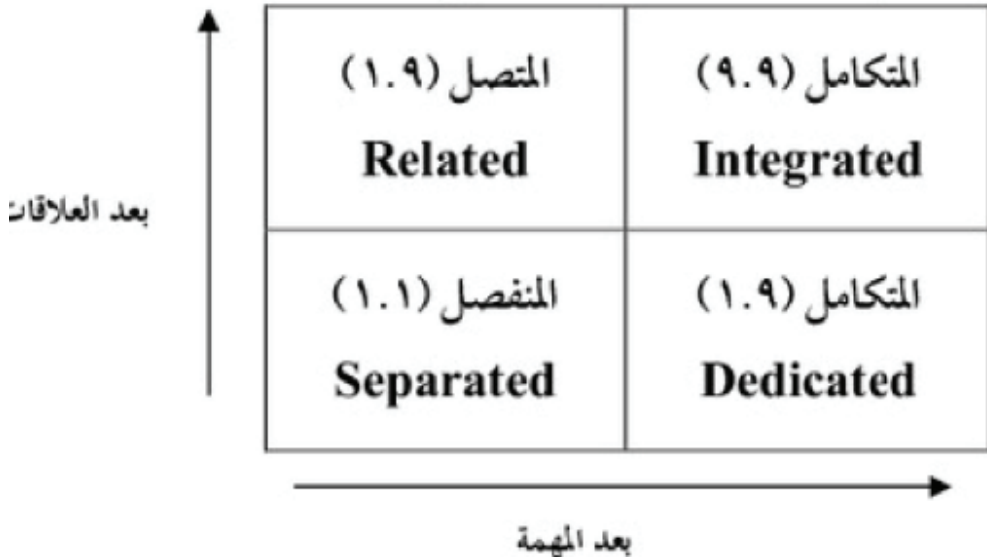 المتصل (١.٩)
Related
المتكامل (٩.٩)
Integrated
بعد العلاقات
المنفصل (١.١)
Separated
المتكامل (١.٩)
Dedicated
بعد المهمة